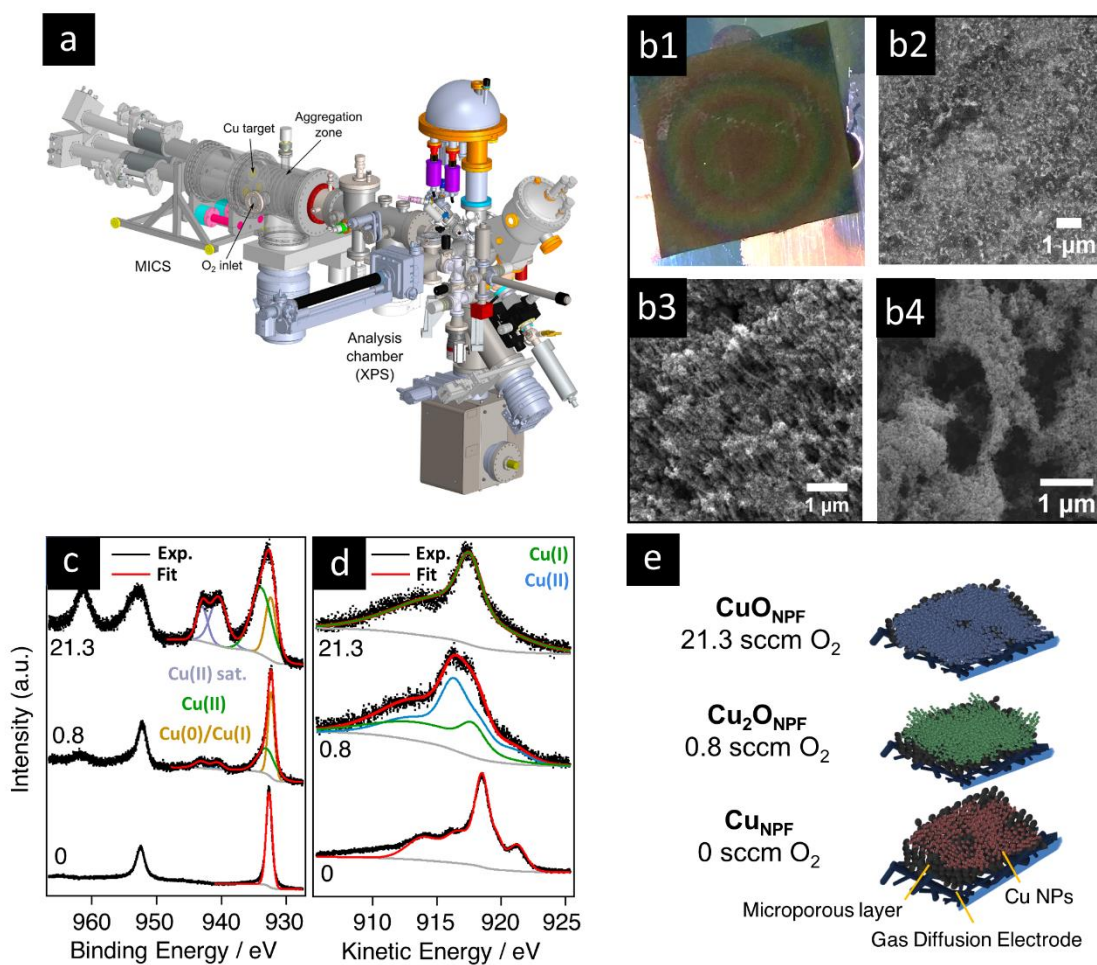 a
Cu target
Aggregation
zone
MICS
O₂ inlet
Analysis
chamber
(XPS)
b1
b2
1 µm
b3
1 µm
b4
1 µm
c
Exp.
Fit
21.3
Cu(II) sat.
Cu(II)
Cu(0)/Cu(I)
0.8
0
Intensity (a.u.)
960 950 940 930
Binding Energy / eV
d
Exp.
Fit
Cu(I)
Cu(II)
21.3
0.8
0
910 915 920 925
Kinetic Energy / eV
e
CuO_NPF
21.3 sccm O₂
Cu₂O_NPF
0.8 sccm O₂
Cu_NPF
0 sccm O₂
Cu NPs
Microporous layer
Gas Diffusion Electrode